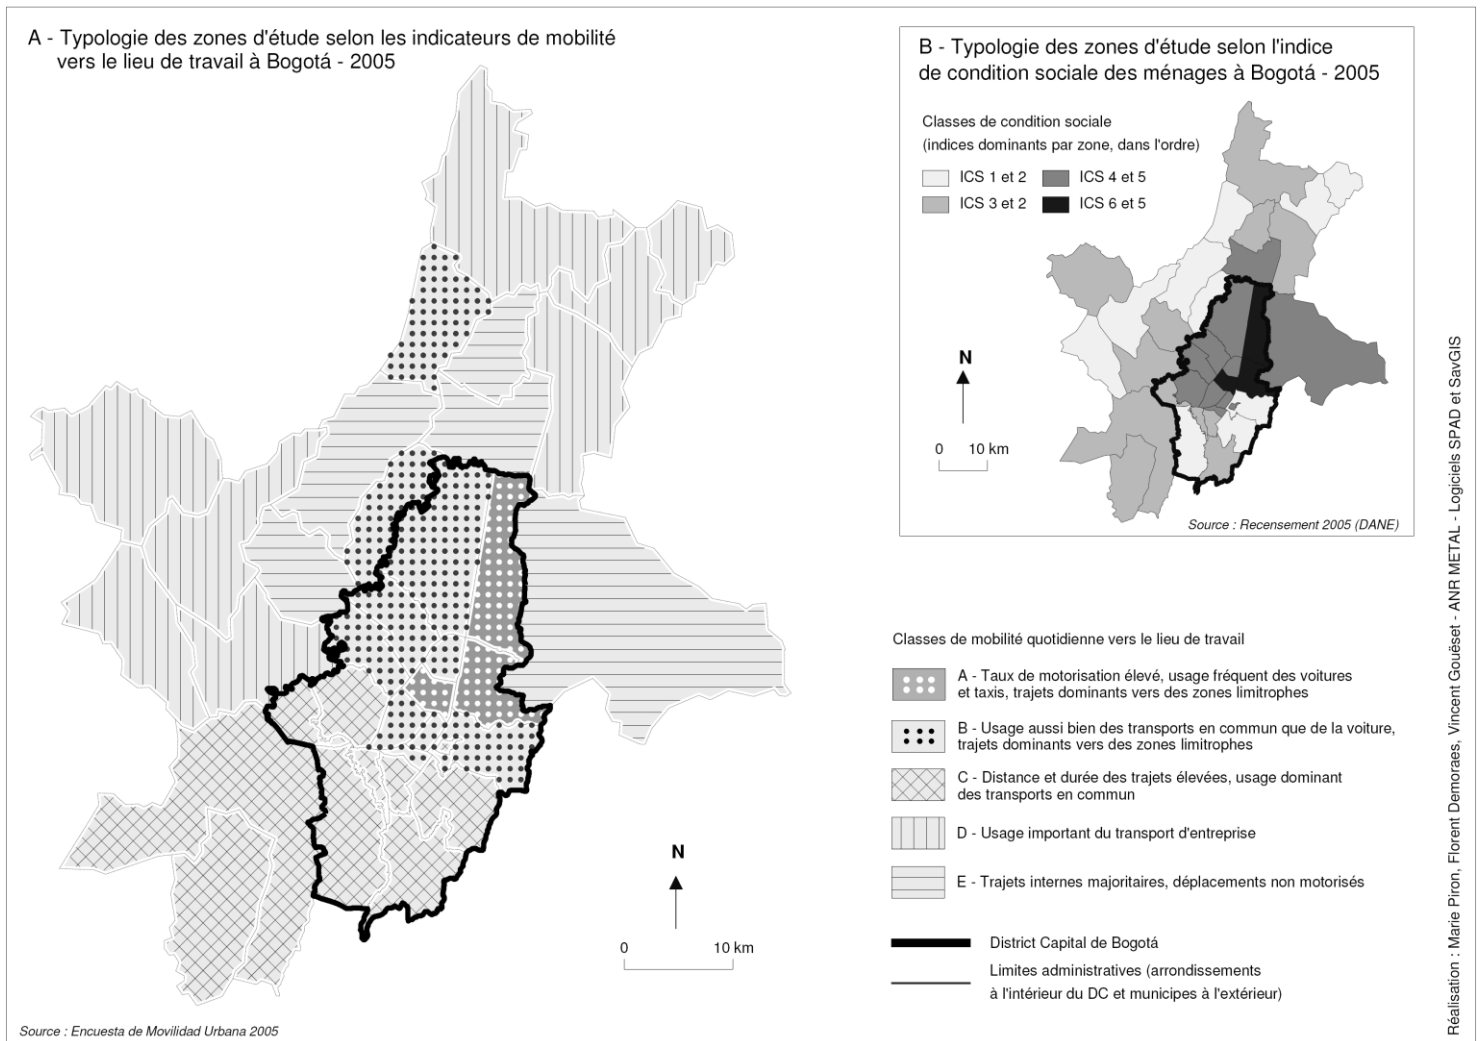 A - Typologie des zones d'étude selon les indicateurs de mobilité
vers le lieu de travail à Bogotá - 2005
B - Typologie des zones d'étude selon l'indice
de condition sociale des ménages à Bogotá - 2005
Classes de condition sociale
(indices dominants par zone, dans l'ordre)
ICS 1 et 2
ICS 4 et 5
ICS 3 et 2
ICS 6 et 5
N
0 10 km
Source : Recensement 2005 (DANE)
Classes de mobilité quotidienne vers le lieu de travail
A - Taux de motorisation élevé, usage fréquent des voitures
et taxis, trajets dominants vers des zones limitrophes
B - Usage aussi bien des transports en commun que de la voiture,
trajets dominants vers des zones limitrophes
C - Distance et durée des trajets élevées, usage dominant
des transports en commun
D - Usage important du transport d'entreprise
E - Trajets internes majoritaires, déplacements non motorisés
District Capital de Bogotá
Limites administratives (arrondissements
à l'intérieur du DC et municipes à l'extérieur)
N
0 10 km
Source : Encuesta de Movilidad Urbana 2005
Réalisation : Marie Piron, Florent Demoraes, Vincent Gouëset - ANR METAL - Logiciels SPAD et SavGIS